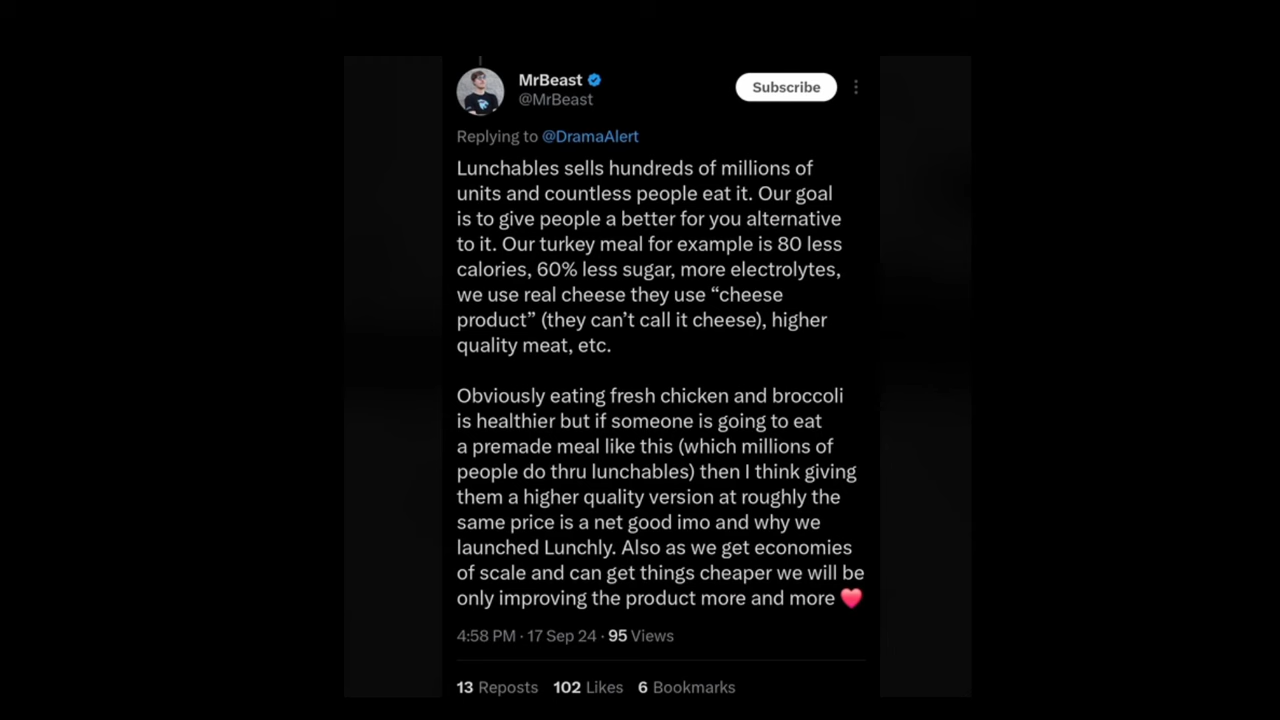 MrBeast
@MrBeast
Subscribe
Replying to @DramaAlert
Lunchables sells hundreds of millions of
units and countless people eat it. Our goal
is to give people a better for you alternative
to it. Our turkey meal for example is 80 less
calories, 60% less sugar, more electrolytes,
we use real cheese they use “cheese
product” (they can’t call it cheese), higher
quality meat, etc.
Obviously eating fresh chicken and broccoli
is healthier but if someone is going to eat
a premade meal like this (which millions of
people do thru lunchables) then I think giving
them a higher quality version at roughly the
same price is a net good imo and why we
launched Lunchly. Also as we get economies
of scale and can get things cheaper we will be
only improving the product more and more ❤️
4:58 PM · 17 Sep 24 · 95 Views
13 Reposts 102 Likes 6 Bookmarks